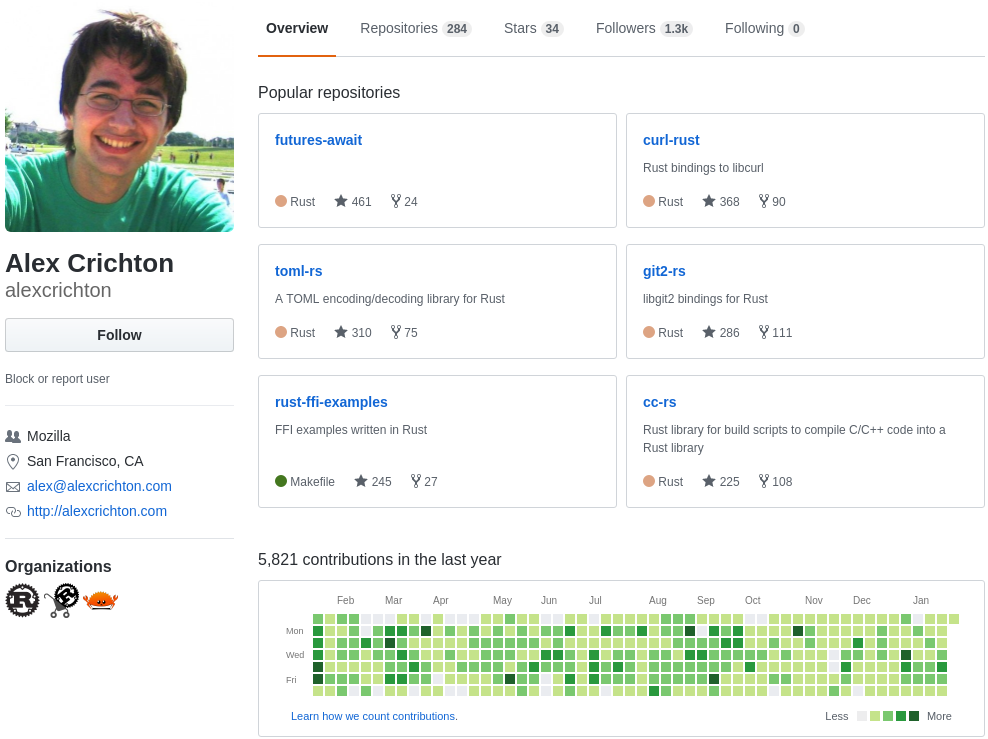 Overview Repositories 284 Stars 34 Followers 1.3k Following 0
Popular repositories
futures-await
Rust 461 24
curl-rust
Rust bindings to libcurl
Rust 368 90
toml-rs
A TOML encoding/decoding library for Rust
Rust 310 75
git2-rs
libgit2 bindings for Rust
Rust 286 111
rust-ffi-examples
FFI examples written in Rust
Makefile 245 27
cc-rs
Rust library for build scripts to compile C/C++ code into a
Rust library
Rust 225 108
Alex Crichton
alexcrichton
Follow
Block or report user
Mozilla
San Francisco, CA
alex@alexcrichton.com
http://alexcrichton.com
Organizations
R
5,821 contributions in the last year
Feb Mar Apr May Jun Jul Aug Sep Oct Nov Dec Jan
Mon
Wed
Fri
Learn how we count contributions.
Less More